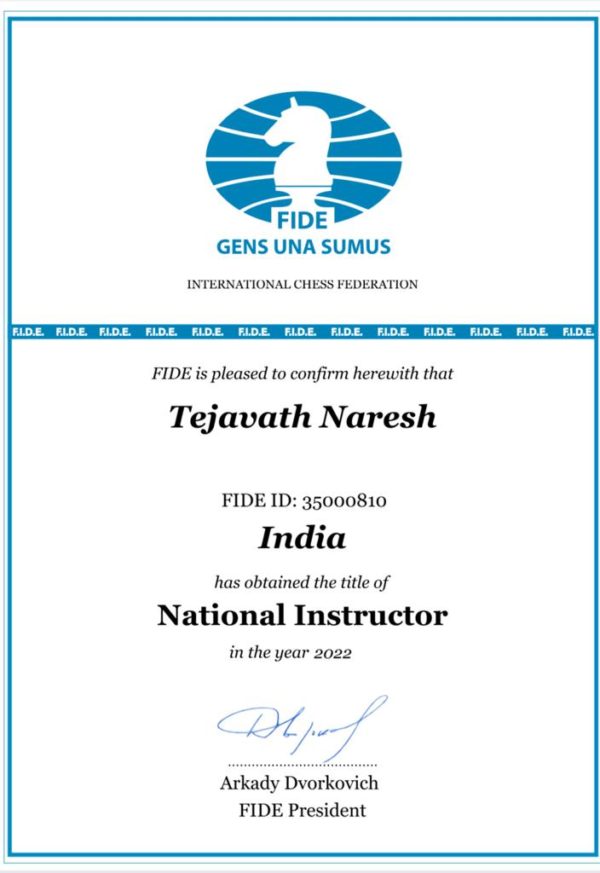 FIDE
GENS UNA SUMUS
INTERNATIONAL CHESS FEDERATION
F.I.D.E. F.I.D.E. F.I.D.E. F.I.D.E. F.I.D.E. F.I.D.E. F.I.D.E. F.I.D.E. F.I.D.E. F.I.D.E. F.I.D.E. F.I.D.E. F.I.D.E.
FIDE is pleased to confirm herewith that
Tejavath Naresh
FIDE ID: 35000810
India
has obtained the title of
National Instructor
in the year 2022
Arkady Dvorkovich
FIDE President